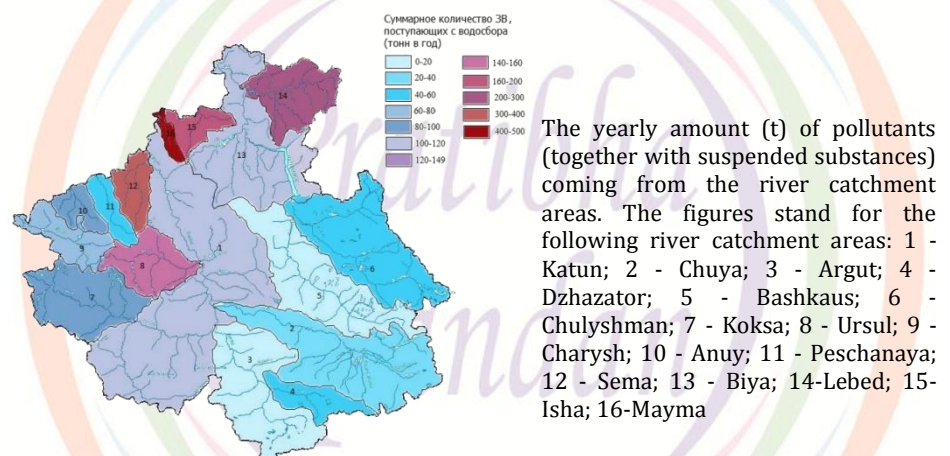 Суммарное количество ЗВ,
поступающих с водосбора
(тонн в год)
0-20
20-40
40-60
60-80
80-100
100-120
120-149
140-160
160-200
200-300
300-400
400-500
14
15
13
12
11
10
9
8
1
7
6
5
2
3
4
Pratibha
Spandan
The yearly amount (t) of pollutants
(together with suspended substances)
coming from the river catchment
areas. The figures stand for the
following river catchment areas: 1 -
Katun; 2 - Chuya; 3 - Argut; 4 -
Dzhazator; 5 - Bashkaus; 6 -
Chulyshman; 7 - Koksa; 8 - Ursul; 9 -
Charysh; 10 - Anuy; 11 - Peschanaya;
12 - Sema; 13 - Biya; 14-Lebed; 15-
Isha; 16-Mayma